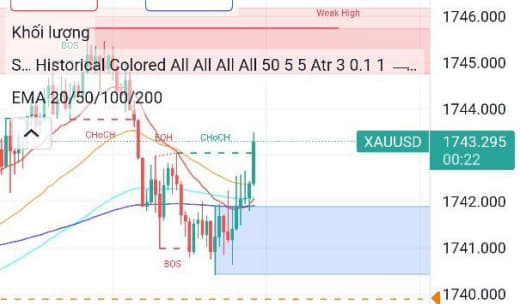 Weak High
1746.000
Khối lượng
BOS
1745.000
S... Historical Colored All All All All 50 5 5 Atr 3 0.1 1 —...
1744.000
EMA 20/50/100/200
CHoCH
EQH
CHoCH
XAUUSD
1743.295
00:22
1742.000
1741.000
BOS
1740.000